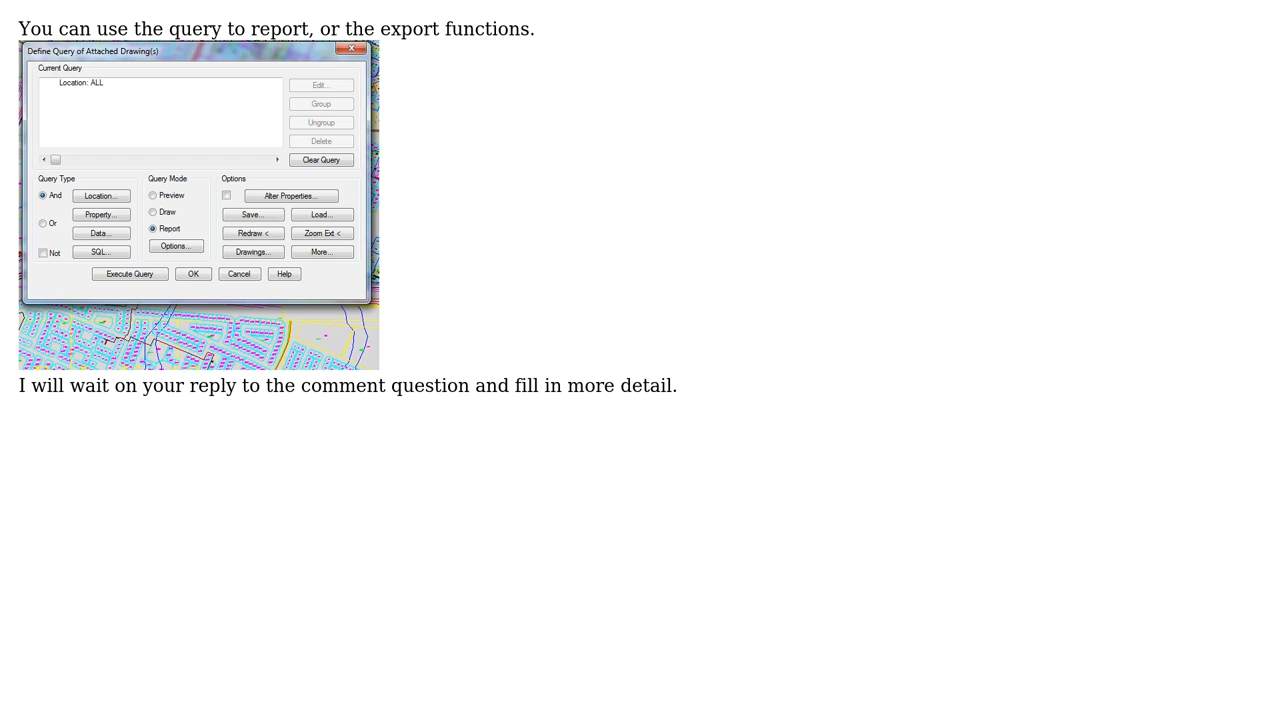 You can use the query to report, or the export functions.
Define Query of Attached Drawing(s)
Current Query
Location: ALL
Edit...
Group
Ungroup
Delete
Clear Query
Query Type
Query Mode
Options
And
Location...
Preview
Alter Properties...
Property...
Draw
Save...
Load...
Or
Data...
Report
Redraw <
Zoom Ext <
Not
SQL...
Options...
Drawings...
More...
Execute Query
OK
Cancel
Help
I will wait on your reply to the comment question and fill in more detail.